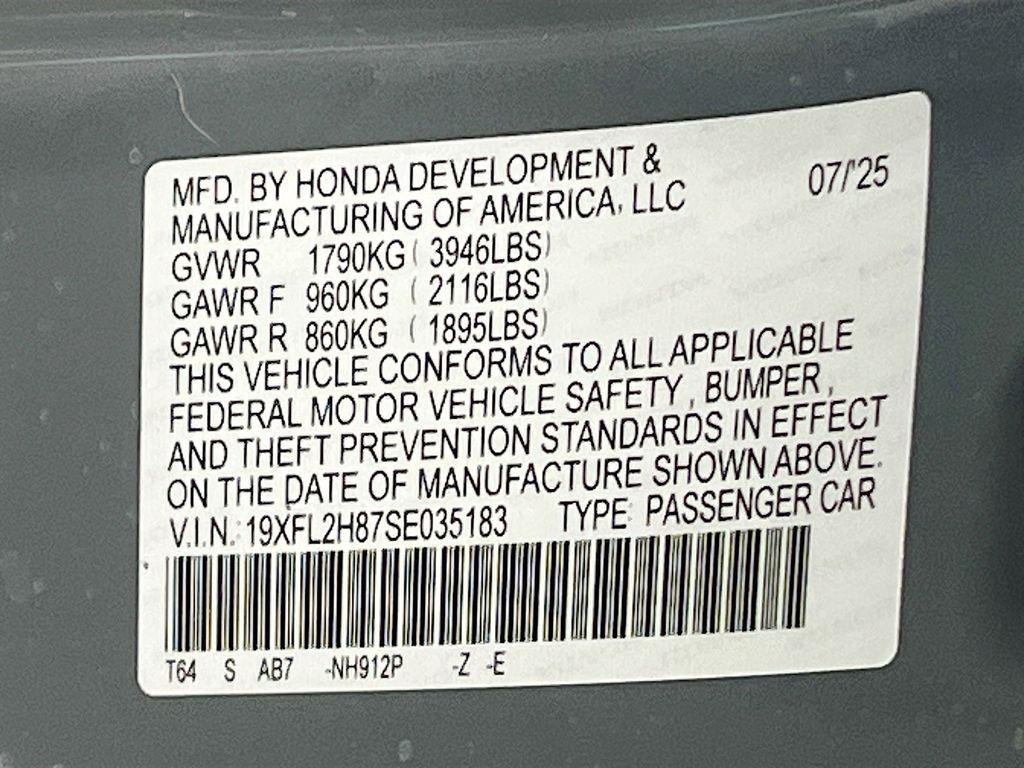 MFD. BY HONDA DEVELOPMENT &
MANUFACTURING OF AMERICA, LLC 07/'25
GVWR 1790KG ( 3946LBS)
GAWR F 960KG ( 2116LBS)
GAWR R 860KG ( 1895LBS)
THIS VEHICLE CONFORMS TO ALL APPLICABLE
FEDERAL MOTOR VEHICLE SAFETY, BUMPER,
AND THEFT PREVENTION STANDARDS IN EFFECT
ON THE DATE OF MANUFACTURE SHOWN ABOVE.
V.I.N.: 19XFL2H87SE035183 TYPE: PASSENGER CAR
T64 S AB7 -NH912P -Z -E